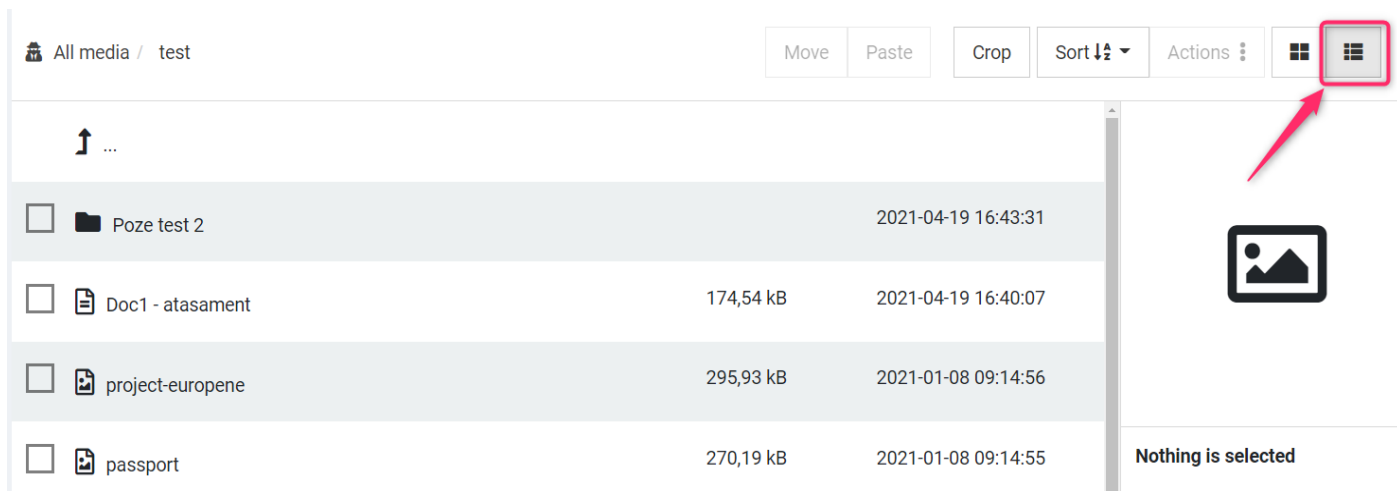 All media / test Move Paste Crop Sort Actions
...
Poze test 2 2021-04-19 16:43:31
Doc1 - atasament 174,54 kB 2021-04-19 16:40:07
project-europene 295,93 kB 2021-01-08 09:14:56
passport 270,19 kB 2021-01-08 09:14:55
Nothing is selected